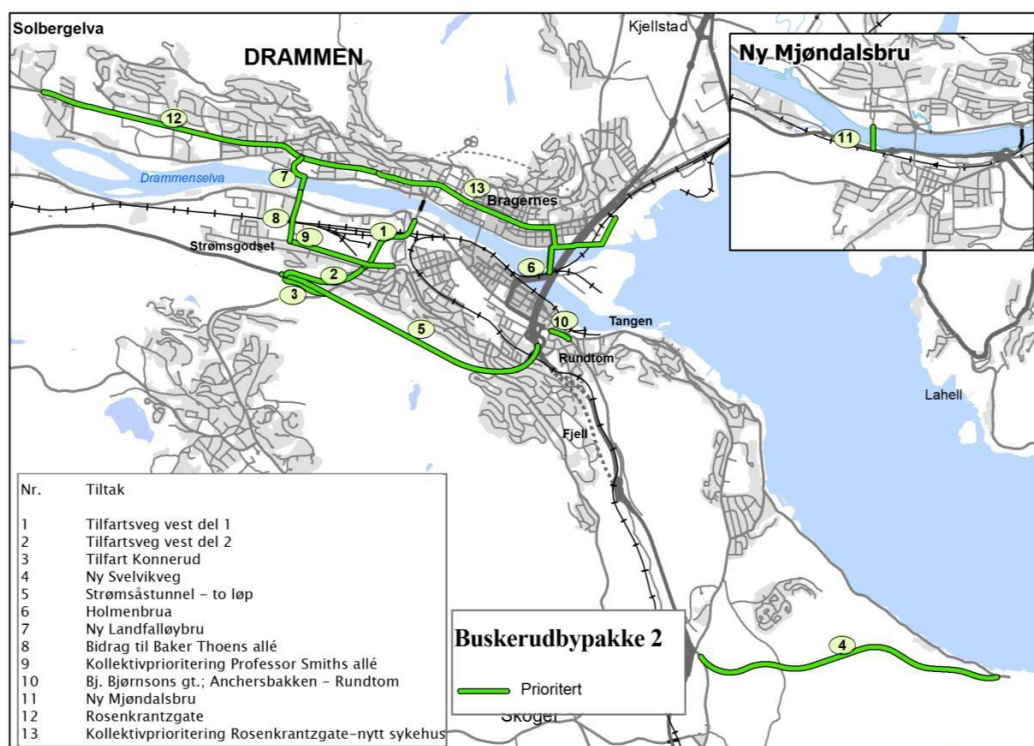 Solbergelva
DRAMMEN
Kjellstad
Ny Mjøndalsbru
12
11
7
Drammenselva
13
Bragernes
8
9
1
Strømsgodset
2
6
3
5
10
Tangen
Rundtom
Lahell
Fjell
Nr. Tiltak
1 Tilfartsveg vest del 1
2 Tilfartsveg vest del 2
3 Tilfart Konnerud
4 Ny Svelvikveg
5 Strømsåstunnel - to løp
6 Holmenbrua
7 Ny Landfalløybru
8 Bidrag til Baker Thoens allé
9 Kollektivprioritering Professor Smiths allé
10 Bj. Bjørnsons gt.; Anchersbakken - Rundtom
11 Ny Mjøndalsbru
12 Rosenkrantzgate
13 Kollektivprioritering Rosenkrantzgate-nytt sykehus
Buskerudbypakke 2
Prioritert
4
Skoger